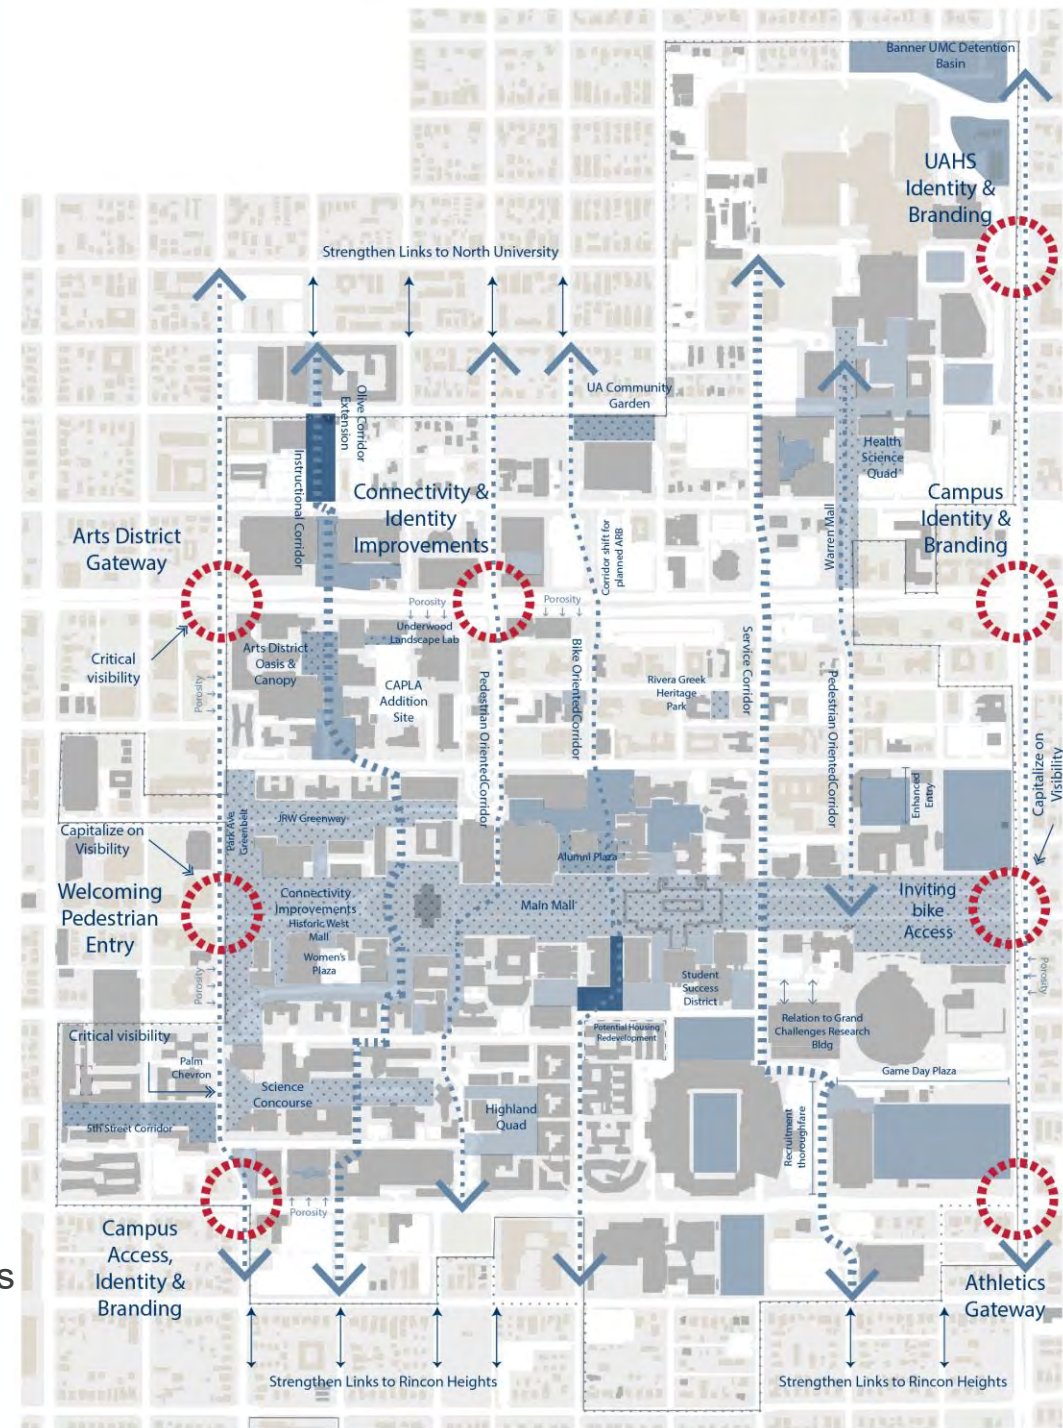 Banner UMC Detention
Basin
UAHS
Identity &
Branding
Strengthen Links to North University
UA Community
Garden
Olive Corridor
Extension
Instructional Corridor
Health
Science
Quad
Connectivity &
Identity
Improvements
Campus
Identity &
Branding
Arts District
Gateway
Warren Mall
Corridor shift for
planned ARB
Porosity
Porosity
Underwood
Landscape Lab
Critical
visibility
Arts District
Oasis &
Canopy
Porosity
CAPLA
Addition
Site
Rivera Greek
Heritage
Park
Pedestrian OrientedCorridor
Bike OrientedCorridor
Service Corridor
Pedestrian OrientedCorridor
Capitalize on
Visibility
Enhanced
Entry
Park Ave
Greenbelt
JRW Greenway
Capitalize on
Visibility
Alumni Plaza
Welcoming
Pedestrian
Entry
Connectivity
Improvements
Historic West
Mall
Main Mall
Inviting
bike
Access
Women's
Plaza
Porosity
Student
Success
District
Porosity
Relation to Grand
Challenges Research
Bldg
Potential Housing
Redevelopment
Critical visibility
Palm
Chevron
Game Day Plaza
Science
Concourse
Highland
Quad
5th Street Corridor
Recruitment
thoroughfare
Porosity
Campus
Access,
Identity &
Branding
S
Athletics
Gateway
Strengthen Links to Rincon Heights
Strengthen Links to Rincon Heights